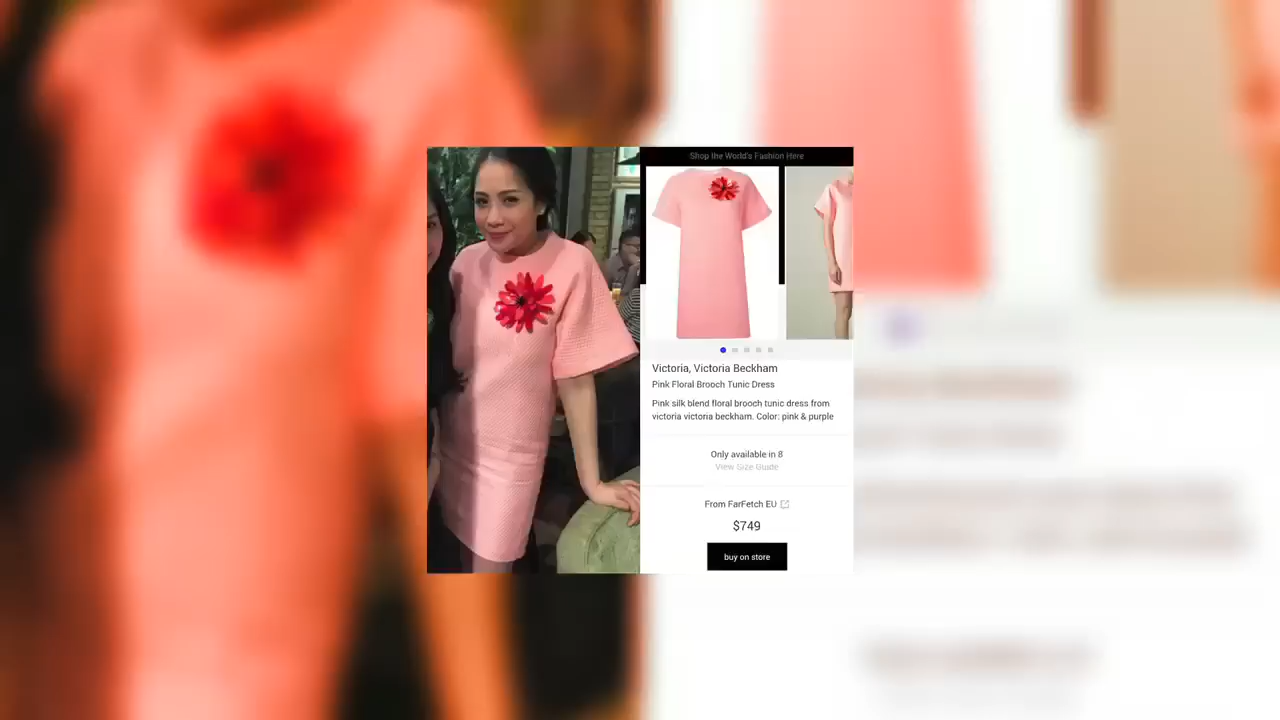 Shop the World's Fashion Here
Victoria, Victoria Beckham
Pink Floral Brooch Tunic Dress
Pink silk blend floral brooch tunic dress from
victoria victoria beckham. Color: pink & purple
Only available in 8
View Size Guide
From FarFetch EU
$749
buy on store